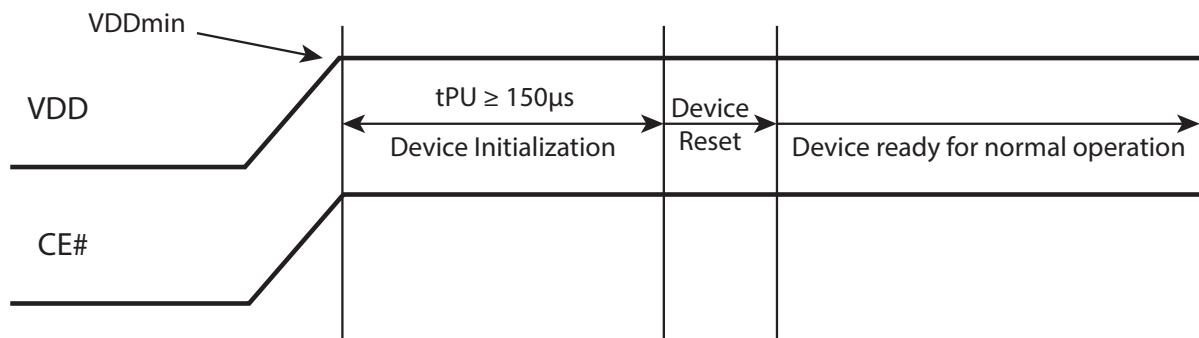 VDDmin
VDD
tPU ≥ 150μs
Device Initialization
Device
Reset
Device ready for normal operation
CE#